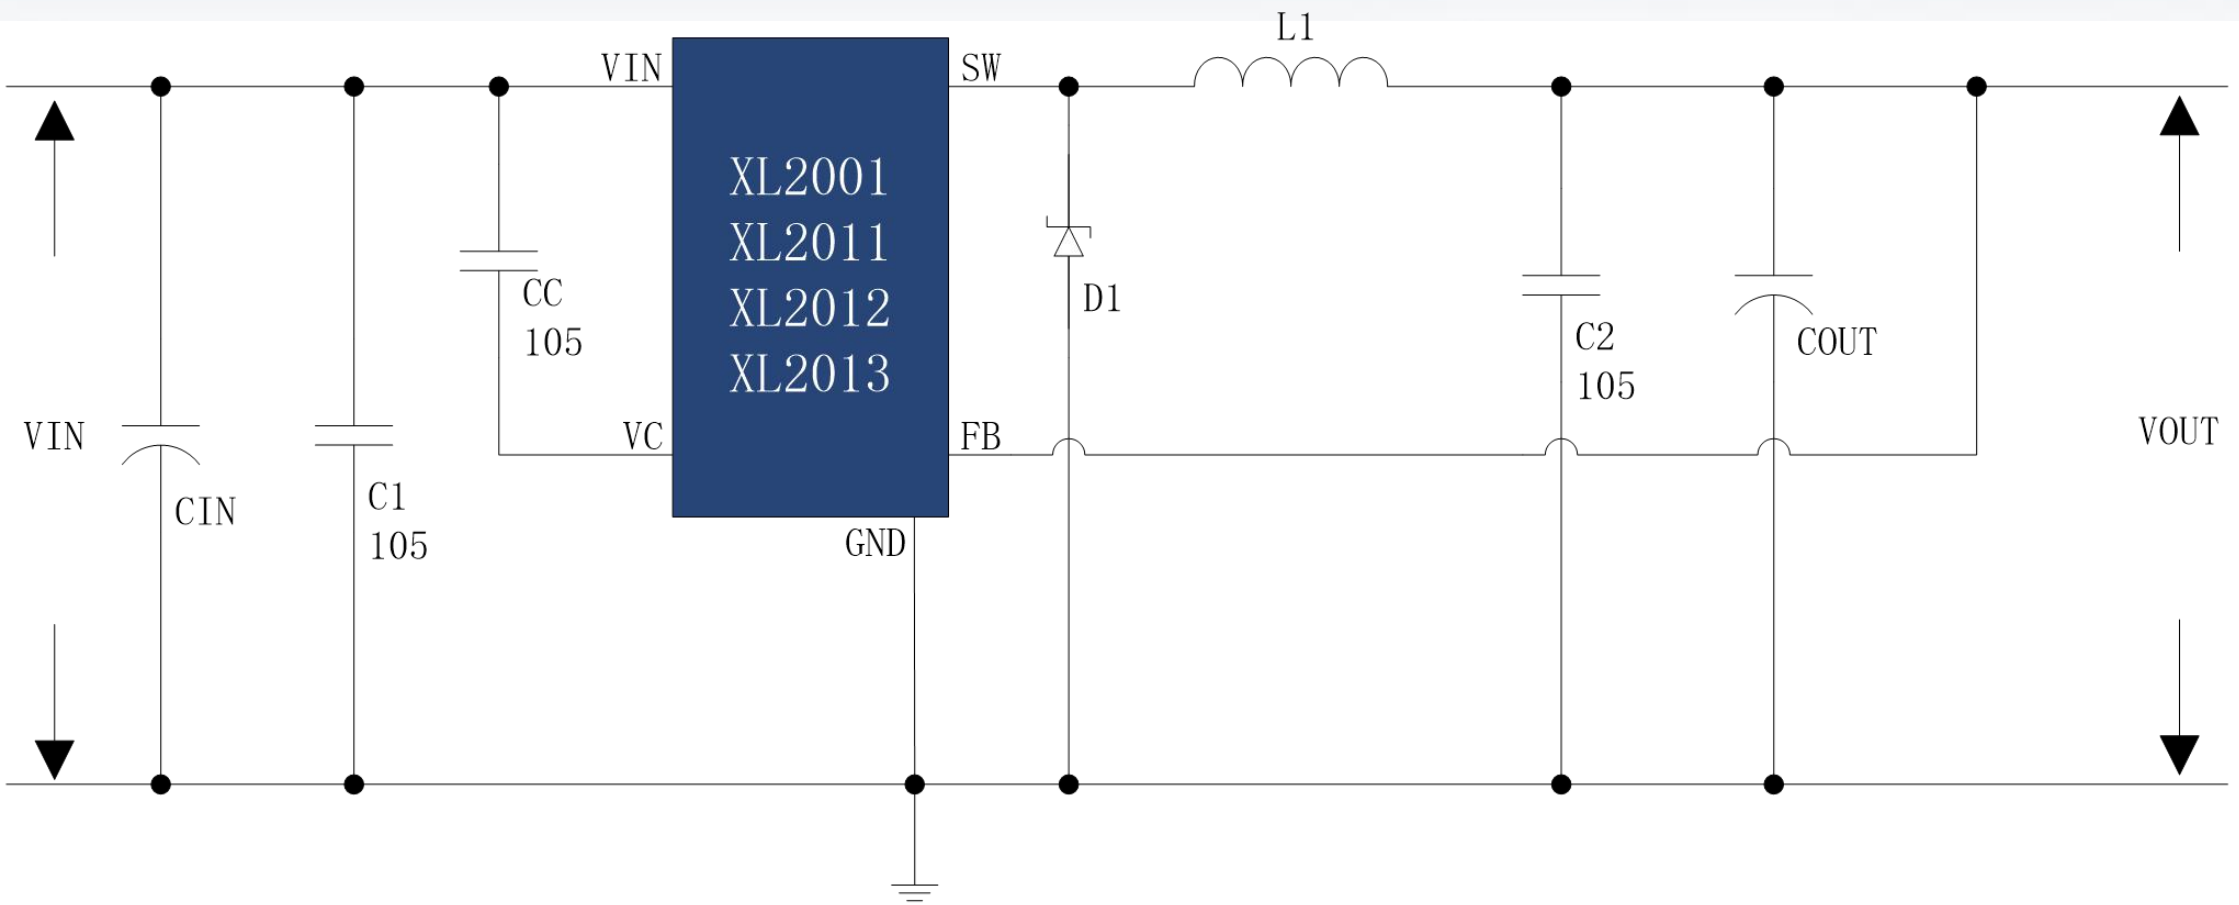 L1
VIN
SW
XL2001
XL2011
XL2012
XL2013
CC
105
D1
C2
105
COUT
VIN
VC
FB
VOUT
CIN
C1
105
GND